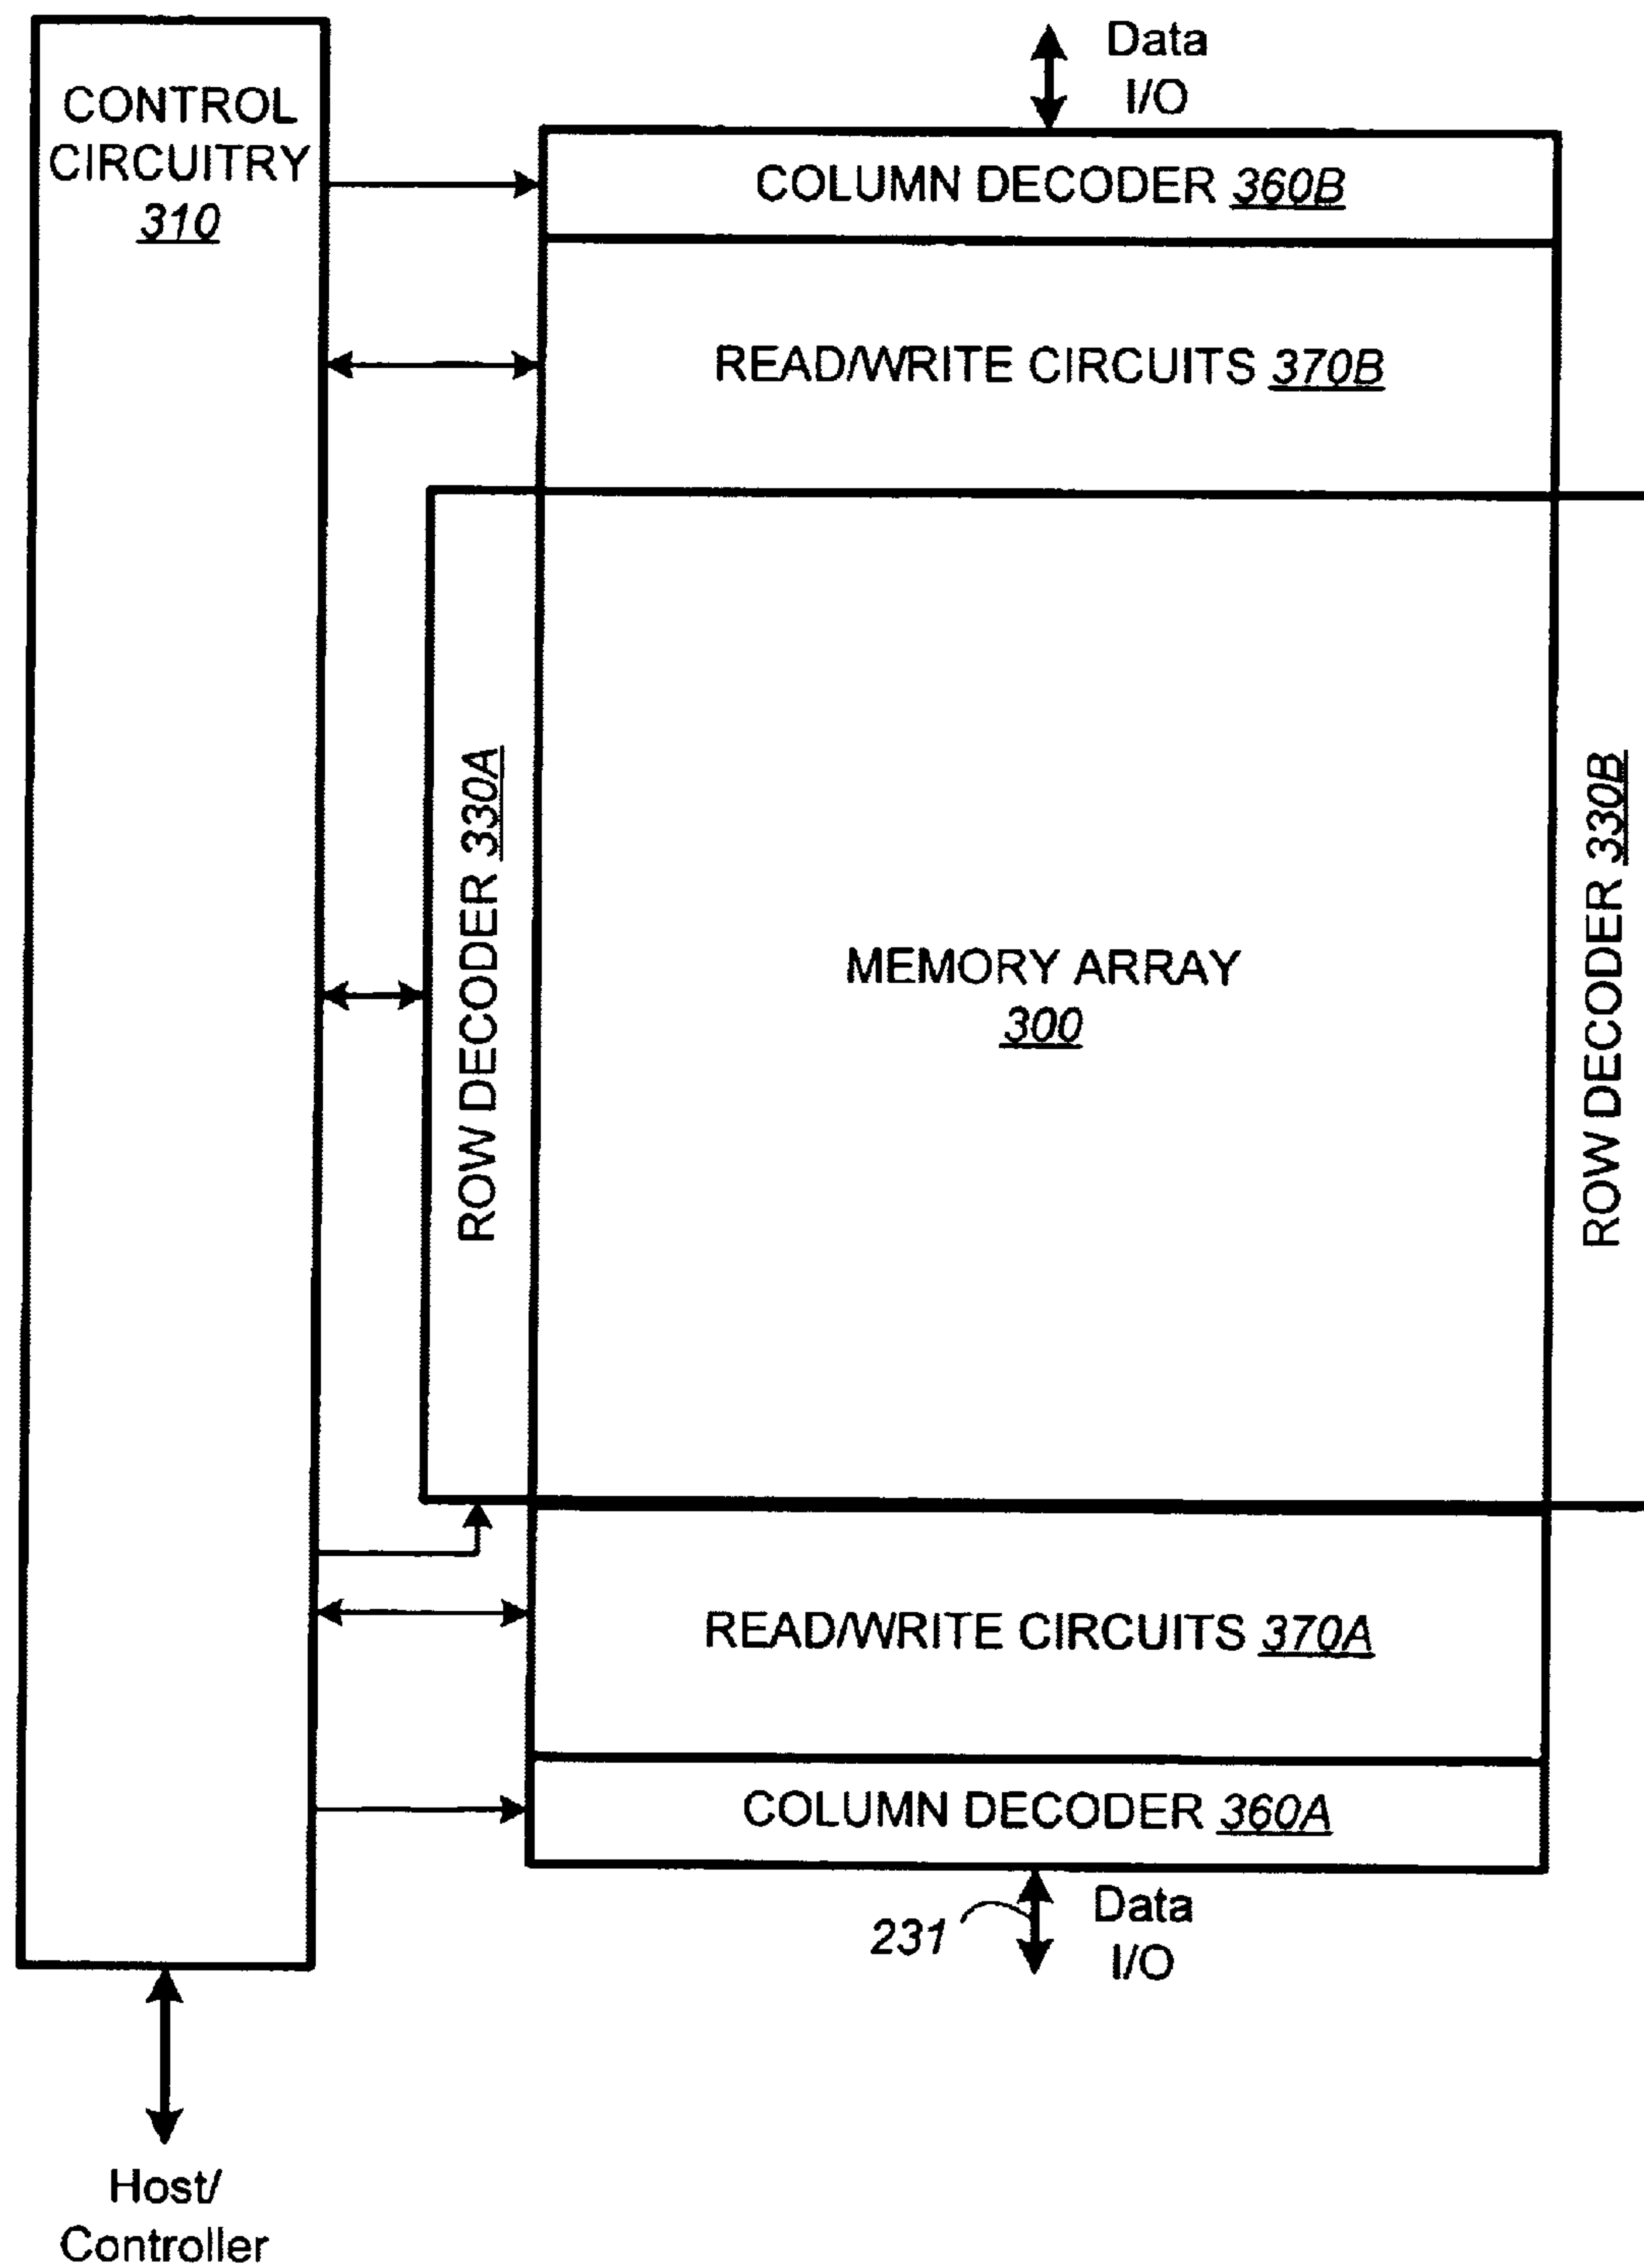 Data
I/O
CONTROL
CIRCUITRY
310
COLUMN DECODER 360B
READ/WRITE CIRCUITS 370B
ROW DECODER 330A
MEMORY ARRAY
300
ROW DECODER 330B
READ/WRITE CIRCUITS 370A
COLUMN DECODER 360A
231
Data
I/O
Host/
Controller